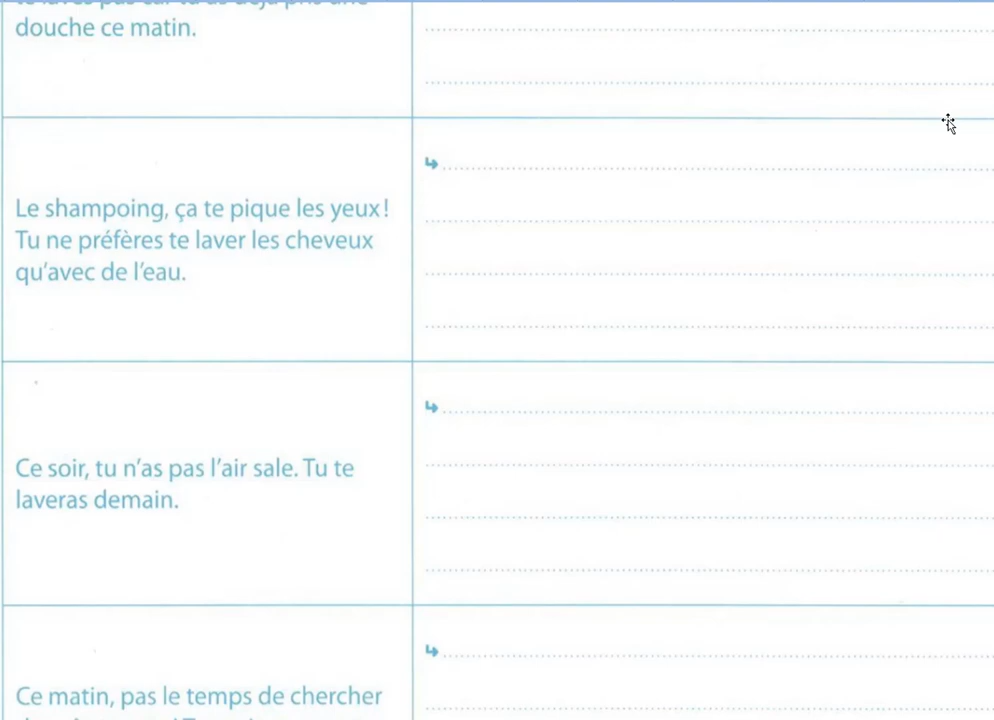 douche ce matin.
Le shampoing, ça te pique les yeux !
Tu ne préfères te laver les cheveux
qu'avec de l'eau.
Ce soir, tu n'as pas l'air sale. Tu te
laveras demain.
Ce matin, pas le temps de chercher